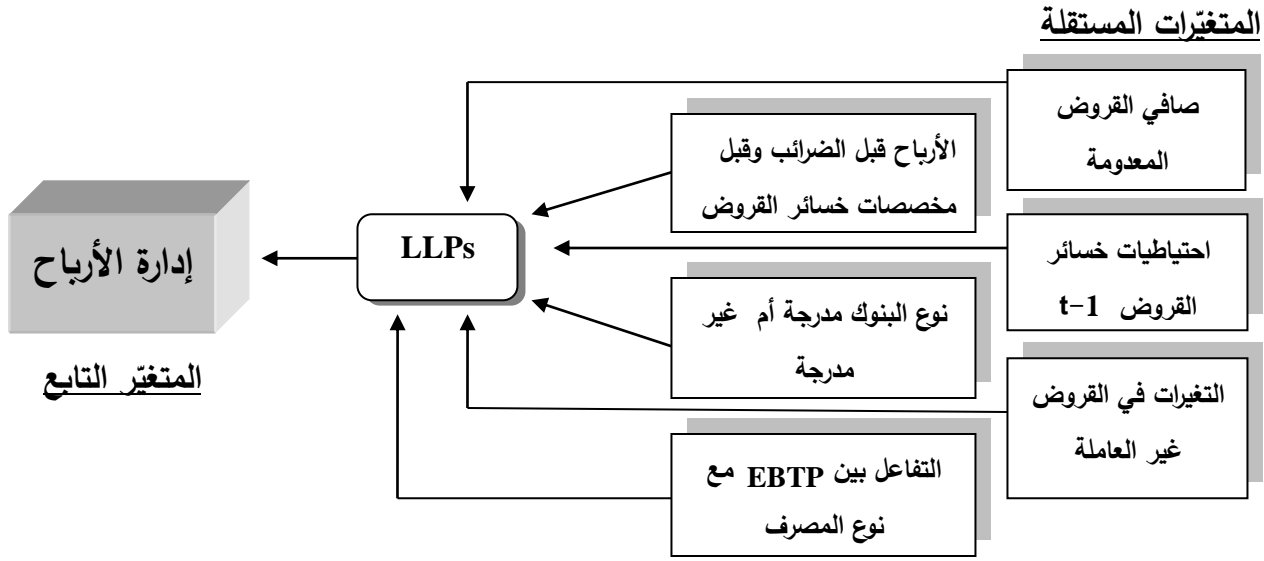 المتغيّرات المستقلة
صافي القروض
المعدومة
الأرباح قبل الضرائب وقبل
مخصصات خسائر القروض
احتياطيات خسائر
القروض t-1
LLPs
إدارة الأرباح
المتغيّر التابع
نوع البنوك مدرجة أم غير
مدرجة
التغيرات في القروض
غير العاملة
التفاعل بين EBTP مع
نوع المصرف